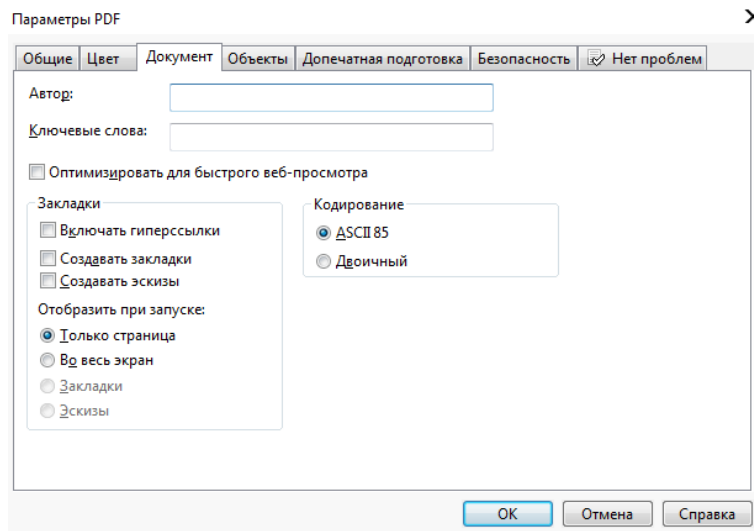 Параметры PDF
Общие Цвет Документ Объекты Допечатная подготовка Безопасность Нет проблем
Автор:
Ключевые слова:
Оптимизировать для быстрого веб-просмотра
Закладки
Включать гиперссылки
Создавать закладки
Создавать эскизы
Отобразить при запуске:
Только страница
Во весь экран
Закладки
Эскизы
Кодирование
ASCII 85
Двоичный
OK Отмена Справка